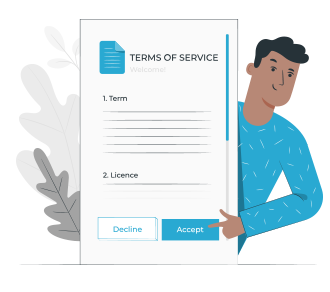 TERMS OF SERVICE
Welcome!
1. Term
2. Licence
Decline
Accept